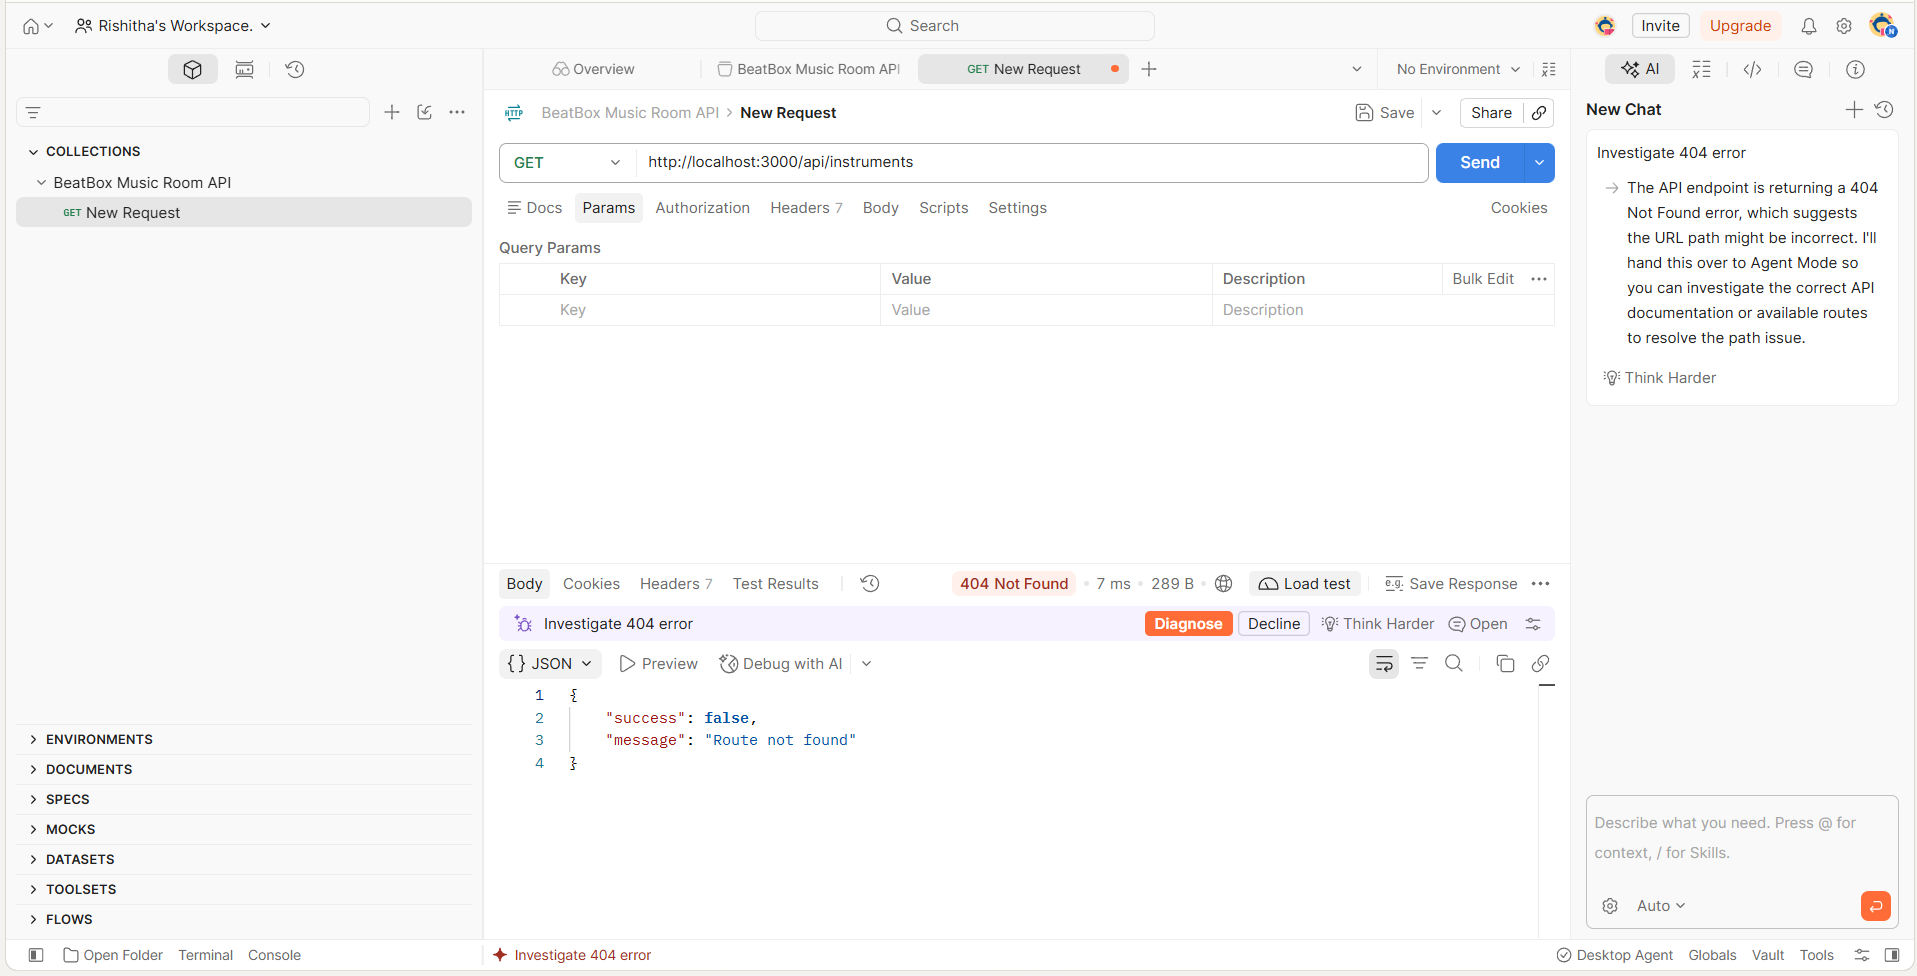 Rishitha's Workspace.
Search
Invite
Upgrade
N
Overview
BeatBox Music Room API
GET New Request
No Environment
AI
BeatBox Music Room API > New Request
Save
Share
COLLECTIONS
BeatBox Music Room API
GET New Request
HTTP
GET
http://localhost:3000/api/instruments
Send
Docs
Params
Authorization
Headers 7
Body
Scripts
Settings
Cookies
Query Params
Key
Value
Description
Bulk Edit
Key
Value
Description
Body
Cookies
Headers 7
Test Results
404 Not Found
7 ms
289 B
Load test
e.g. Save Response
Investigate 404 error
Diagnose
Decline
Think Harder
Open
{} JSON
Preview
Debug with AI
1 {
2 "success": false,
3 "message": "Route not found"
4 }
New Chat
Investigate 404 error
The API endpoint is returning a 404
Not Found error, which suggests
the URL path might be incorrect. I'll
hand this over to Agent Mode so
you can investigate the correct API
documentation or available routes
to resolve the path issue.
Think Harder
Describe what you need. Press @ for
context, / for Skills.
Auto
ENVIRONMENTS
DOCUMENTS
SPECS
MOCKS
DATASETS
TOOLSETS
FLOWS
Open Folder
Terminal
Console
Investigate 404 error
Desktop Agent
Globals
Vault
Tools